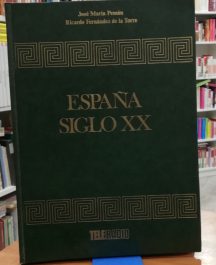 José María Pemán
Ricardo Fernández de la Torre
ESPAÑA
SIGLO XX
TELERADIO